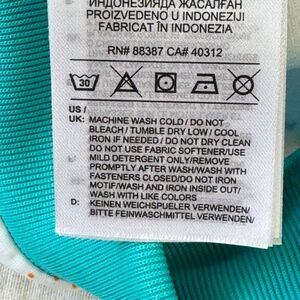 ИНДОНЕЗИЯДА ЖАСАЛҒАН
PROIZVEDENO U INDONEZIJI
FABRICAT ÎN INDONEZIA
RN# 88387 CA# 40312
30
US /
UK: MACHINE WASH COLD / DO NOT
BLEACH / TUMBLE DRY LOW / COOL
IRON IF NEEDED / DO NOT DRY CLEAN
DO NOT USE FABRIC SOFTENER/USE
MILD DETERGENT ONLY/REMOVE
PROMPTLY AFTER WASH/WASH WITH
FASTENERS CLOSED/DO NOT IRON
MOTIF/WASH AND IRON INSIDE OUT/
WASH WITH LIKE COLORS
D: KEINEN WEICHSPUELER VERWENDEN/
BITTE FEINWASCHMITTEL VERWENDEN/